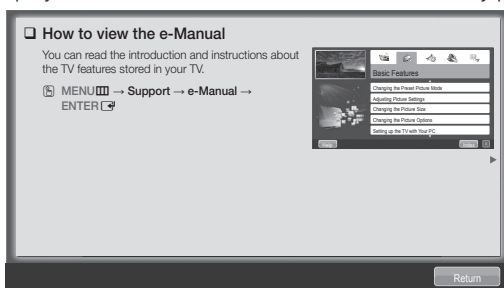 ❑ How to view the e-Manual
You can read the introduction and instructions about
the TV features stored in your TV.
MENU → Support → e-Manual →
ENTER
Basic Features
Changing the Preset Picture Mode
Adjusting Picture Settings
Changing the Picture Size
Changing the Picture Options
Setting up the TV with Your PC
Help
Index
Return